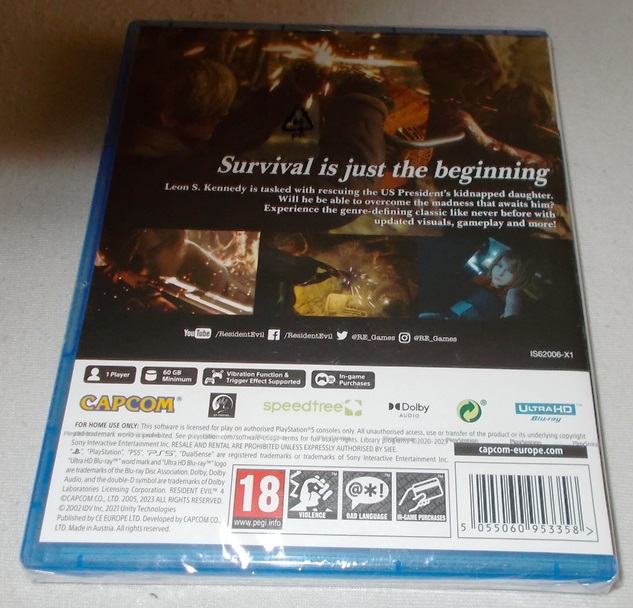 Survival is just the beginning
Leon S. Kennedy is tasked with rescuing the US President's kidnapped daughter.
Will he be able to overcome the madness that awaits him?
Experience the genre-defining classic like never before with
updated visuals, gameplay and more!
YouTube /ResidentEvil /ResidentEvil @RE_Games @RE_Games
IS62006-X1
1 Player
60 GB
Minimum
Vibration Function &
Trigger Effect Supported
In-game
Purchases
CAPCOM
speedtree
Dolby
AUDIO
ULTRA HD
Blu-ray
FOR HOME USE ONLY: This software is licensed for play on authorised PlayStation®5 consoles only. All unauthorised access, use or transfer of the product or its underlying copyright
and trademark works is prohibited. See playstation.com/software-usage-terms for full usage rights. Library programs ©2020-2023
Sony Interactive Entertainment Inc. RESALE AND RENTAL ARE PROHIBITED UNLESS EXPRESSLY AUTHORISED BY SIEE.
"PlayStation", "PS5", "PS5", "DualSense" are registered trademarks or trademarks of Sony Interactive Entertainment Inc.
"Ultra HD Blu-ray™" word mark and "Ultra HD Blu-ray™" logo
are trademarks of the Blu-ray Disc Association. Dolby, Dolby
Audio, and the double-D symbol are trademarks of Dolby
Laboratories Licensing Corporation. RESIDENT EVIL™ 4
©CAPCOM CO., LTD. 2005, 2023 ALL RIGHTS RESERVED.
© 2002 IDV Inc, 2021 Unity Technologies
Published by CE EUROPE LTD. Developed by CAPCOM CO.,
LTD. Made in Austria. All rights reserved.
capcom-europe.com
18
www.pegi.info
VIOLENCE
@*!
BAD LANGUAGE
IN-GAME PURCHASES
5 055060 953358 >